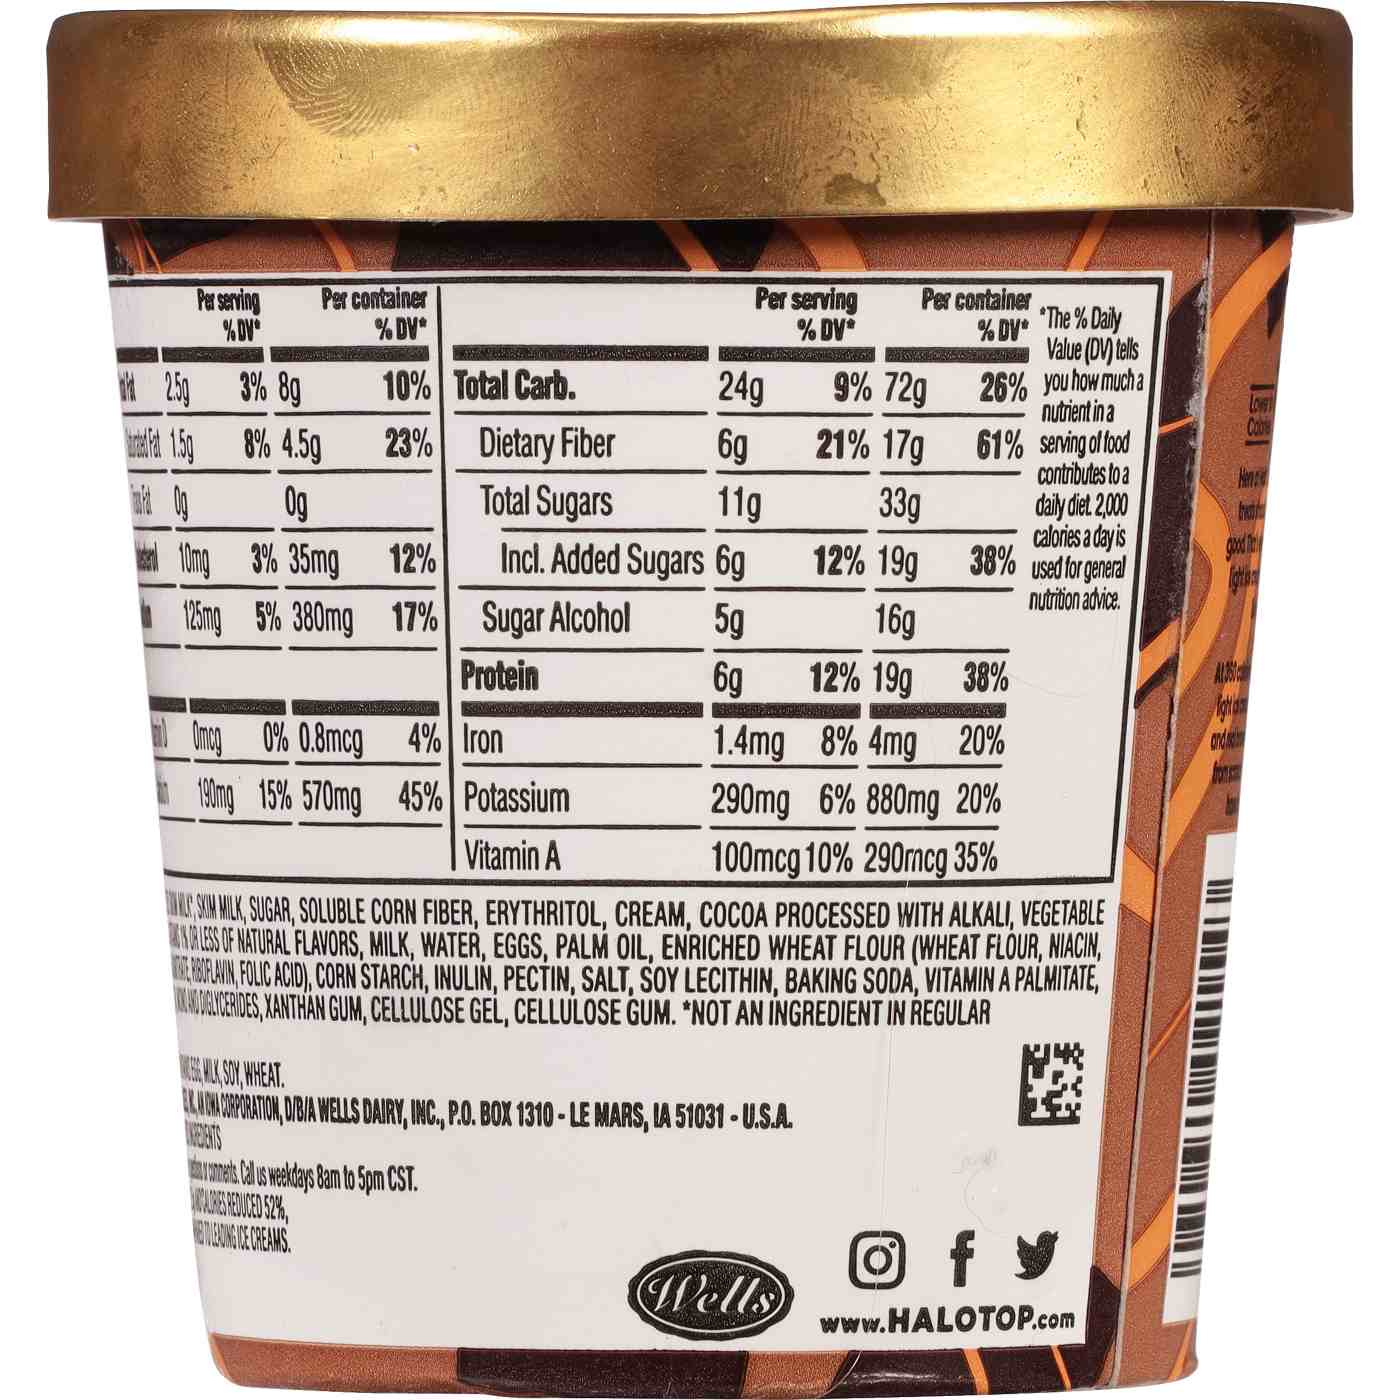 Per serving Per container
% DV* % DV*
Fat 2.5g 3% 8g 10%
Fat 1.5g 8% 4.5g 23%
Fat 0g 0g
10mg 3% 35mg 12%
125mg 5% 380mg 17%
0mcg 0% 0.8mcg 4%
190mg 15% 570mg 45%
Per serving Per container
% DV* % DV*
Total Carb. 24g 9% 72g 26%
Dietary Fiber 6g 21% 17g 61%
Total Sugars 11g 33g
Incl. Added Sugars 6g 12% 19g 38%
Sugar Alcohol 5g 16g
Protein 6g 12% 19g 38%
Iron 1.4mg 8% 4mg 20%
Potassium 290mg 6% 880mg 20%
Vitamin A 100mcg 10% 290mcg 35%
*The % Daily
Value (DV) tells
you how much a
nutrient in a
serving of food
contributes to a
daily diet. 2,000
calories a day is
used for general
nutrition advice.
MILK*, SKIM MILK, SUGAR, SOLUBLE CORN FIBER, ERYTHRITOL, CREAM, COCOA PROCESSED WITH ALKALI, VEGETABLE
1% OR LESS OF NATURAL FLAVORS, MILK, WATER, EGGS, PALM OIL, ENRICHED WHEAT FLOUR (WHEAT FLOUR, NIACIN,
RIBOFLAVIN, FOLIC ACID), CORN STARCH, INULIN, PECTIN, SALT, SOY LECITHIN, BAKING SODA, VITAMIN A PALMITATE,
AND DIGLYCERIDES, XANTHAN GUM, CELLULOSE GEL, CELLULOSE GUM. *NOT AN INGREDIENT IN REGULAR
EGG, MILK, SOY, WHEAT.
AN IOWA CORPORATION, D/B/A WELLS DAIRY, INC., P.O. BOX 1310 - LE MARS, IA 51031 - U.S.A.
INGREDIENTS
or comments. Call us weekdays 8am to 5pm CST.
AND CALORIES REDUCED 52%,
TO LEADING ICE CREAMS.
Wells
www.HALOTOP.com